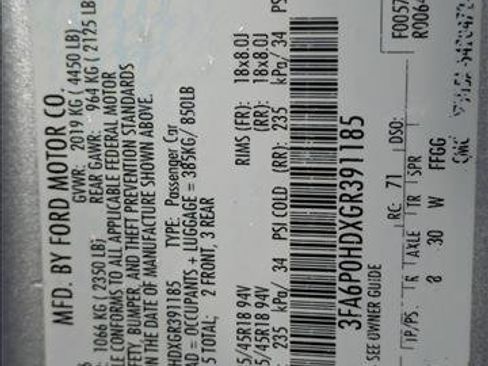 MFD. BY FORD MOTOR CO.
GVWR: 2019 KG ( 4450 LB)
1066 KG ( 2350 LB) REAR GAWR: 964 KG ( 2125 LB
CONFORMS TO ALL APPLICABLE FEDERAL MOTOR
BUMPER, AND THEFT PREVENTION STANDARDS
THE DATE OF MANUFACTURE SHOWN ABOVE.
HDXGR391185 TYPE: Passenger Car
= OCCUPANTS + LUGGAGE = 385KG/ 850LB
5 TOTAL; 2 FRONT, 3 REAR
RIMS (FR): 18x8.0J
5/45R18 94V (RR): 18x8.0J
5/45R18 94V
235 kPa/ 34 PSI COLD (RR): 235 kPa/ 34
3FA6P0HDXGR391185
SEE OWNER GUIDE
F0057
RC: 71 DSO:
IP/PS. TR AXLE TR SPR
8 30 W FFGG